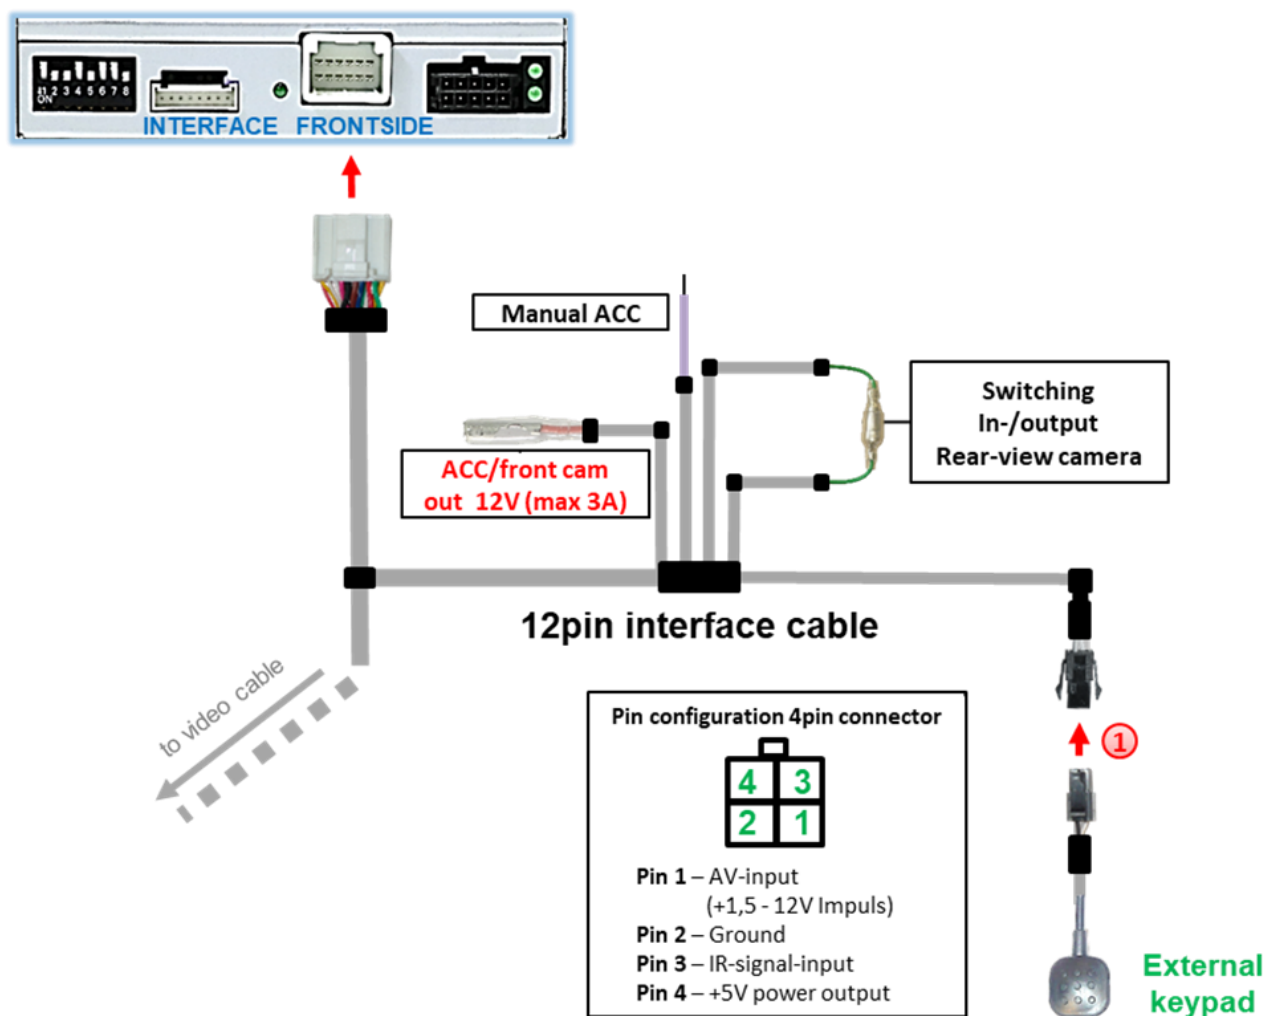 1 2 3 4 5 6 7 8
ON
INTERFACE FRONTSIDE
Manual ACC
Switching
In-/output
Rear-view camera
ACC/front cam
out 12V (max 3A)
12pin interface cable
to video cable
1
Pin configuration 4pin connector
4 3
2 1
Pin 1 – AV-input
(+1,5 - 12V Impuls)
Pin 2 – Ground
Pin 3 – IR-signal-input
Pin 4 – +5V power output
External
keypad